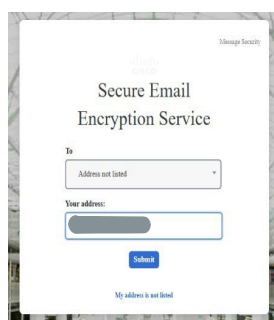 Message Security
Secure Email
Encryption Service
To
Address not listed
Your address:
Submit
My address is not listed